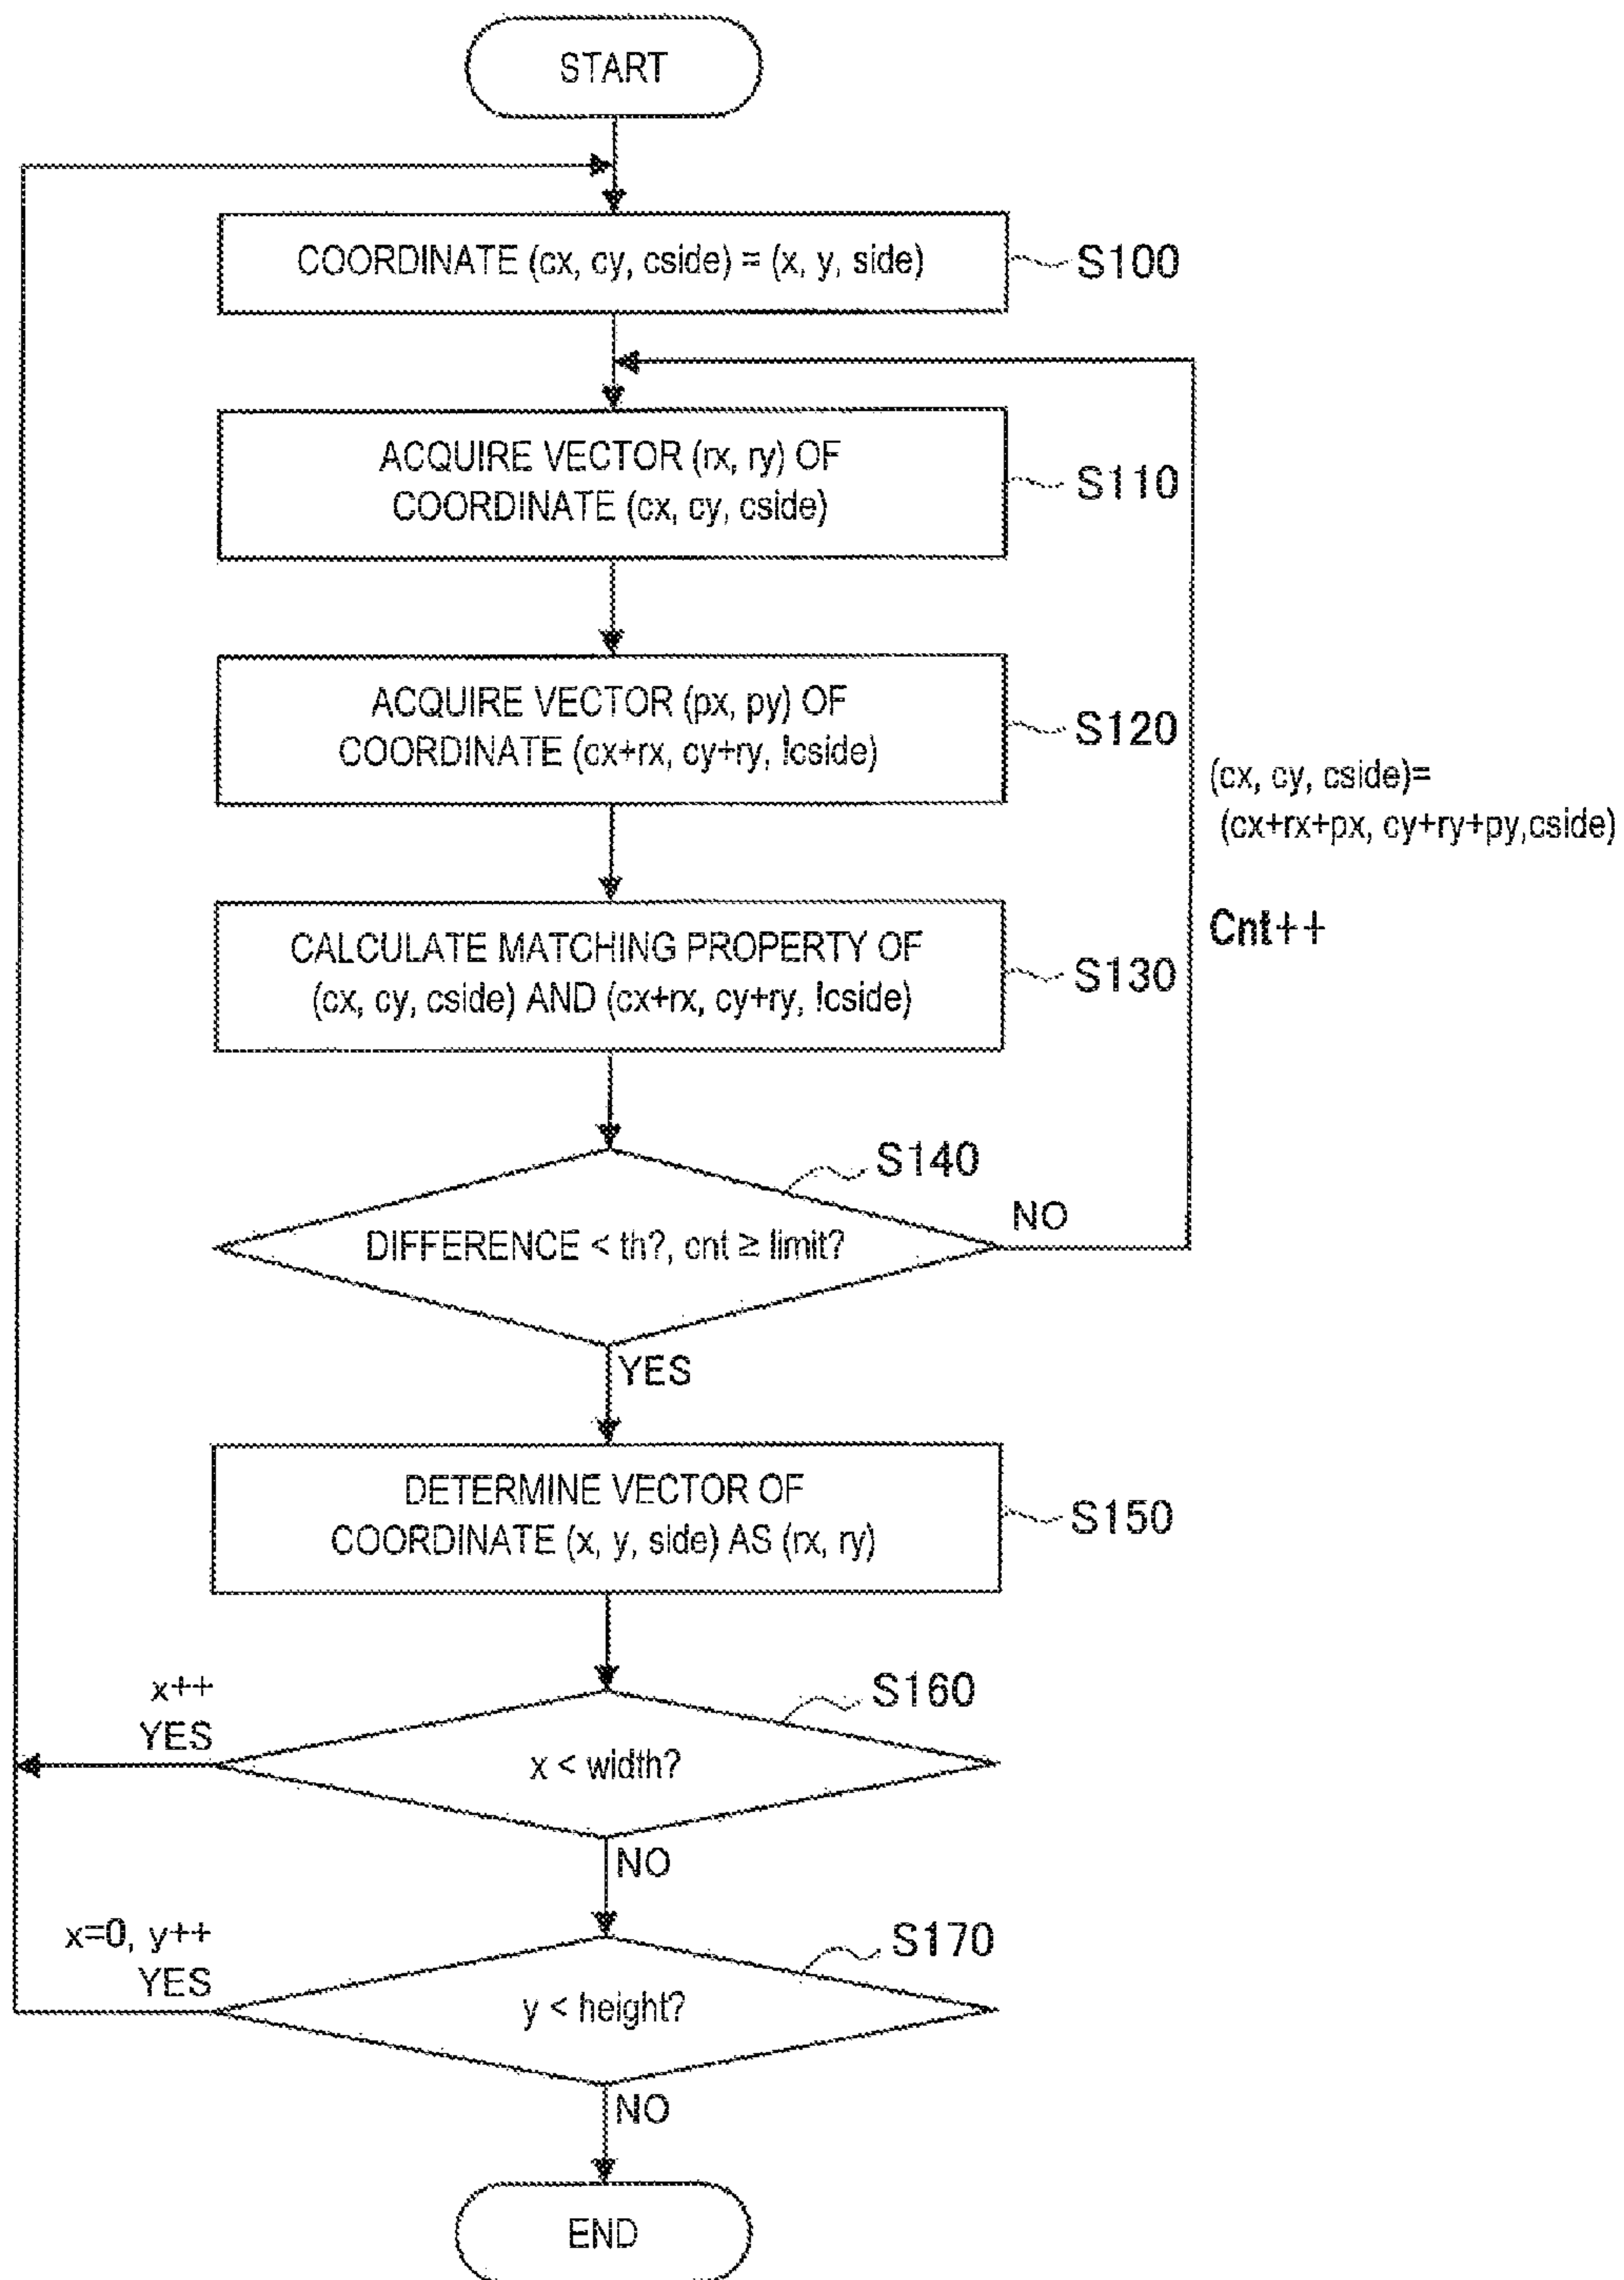 START
COORDINATE (cx, cy, cside) = (x, y, side)
S100
ACQUIRE VECTOR (rx, ry) OF
COORDINATE (cx, cy, cside)
S110
ACQUIRE VECTOR (px, py) OF
COORDINATE (cx+rx, cy+ry, !cside)
S120
(cx, cy, cside)=
(cx+rx+px, cy+ry+py,cside)
Cnt++
CALCULATE MATCHING PROPERTY OF
(cx, cy, cside) AND (cx+rx, cy+ry, !cside)
S130
S140
DIFFERENCE < th?, cnt ≥ limit?
NO
YES
DETERMINE VECTOR OF
COORDINATE (x, y, side) AS (rx, ry)
S150
x++
YES
S160
x < width?
NO
x=0, y++
YES
S170
y < height?
NO
END